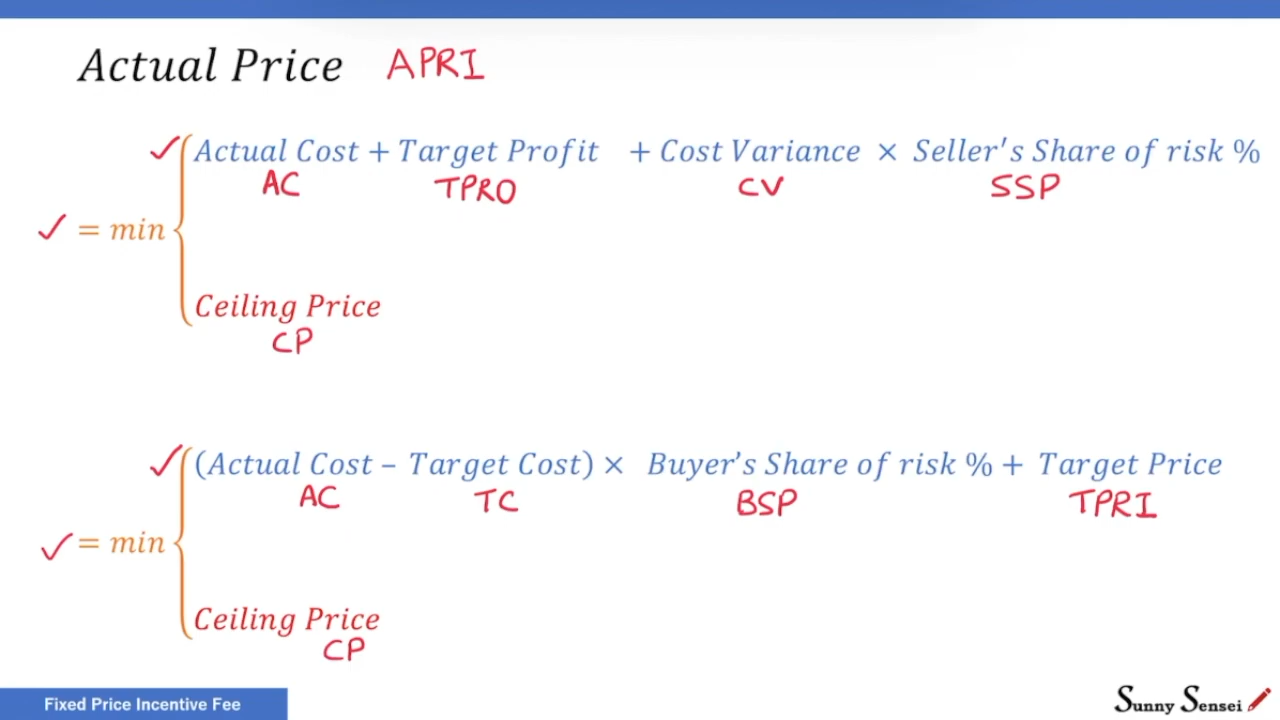 Actual Price APRI
Actual Cost + Target Profit + Cost Variance × Seller's Share of risk %
AC TPRO CV SSP
= min
Ceiling Price
CP
(Actual Cost – Target Cost) × Buyer's Share of risk % + Target Price
AC TC BSP TPRI
= min
Ceiling Price
CP
Fixed Price Incentive Fee
Sunny Sensei